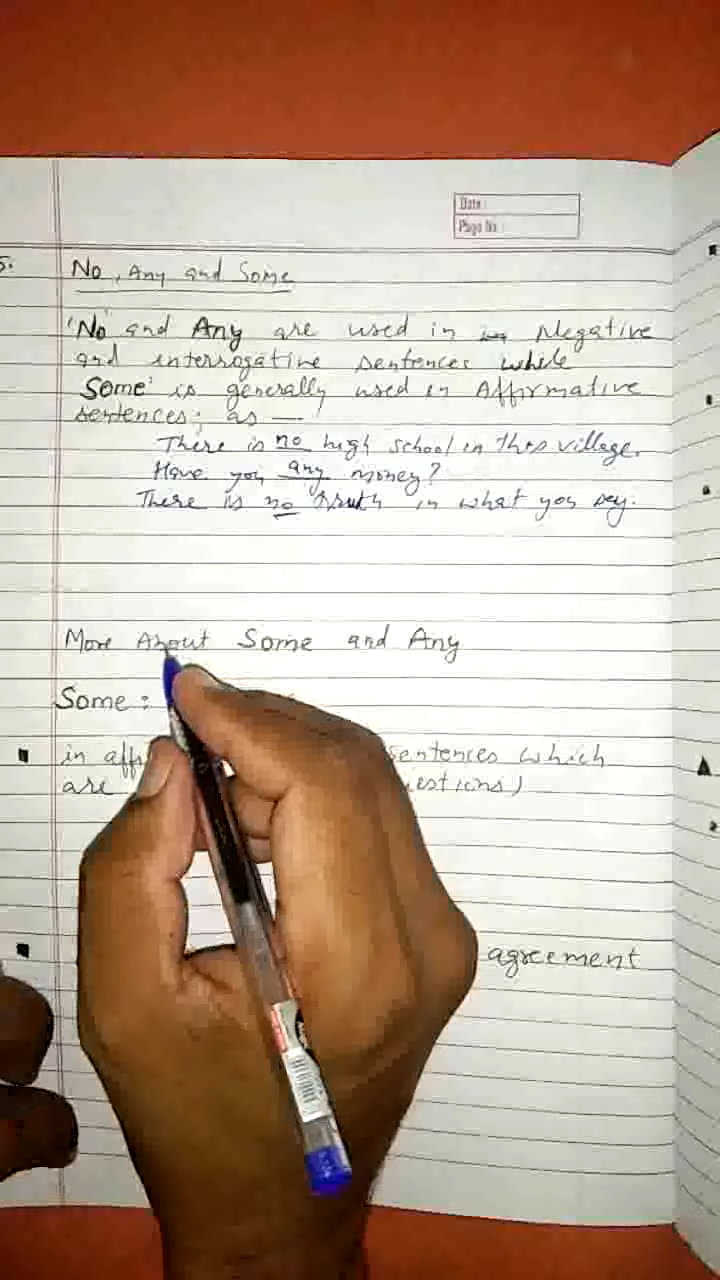 Date :
Page No :
5.
No, Any and Some
'No' and Any are used in Negative
and interrogative sentences while
Some' is generally used in Affirmative
sentences; as —
There is no high school in this village.
Have you any money?
There is no truth in what you say.
More About Some and Any
Some :
in sentences which
are
agreement